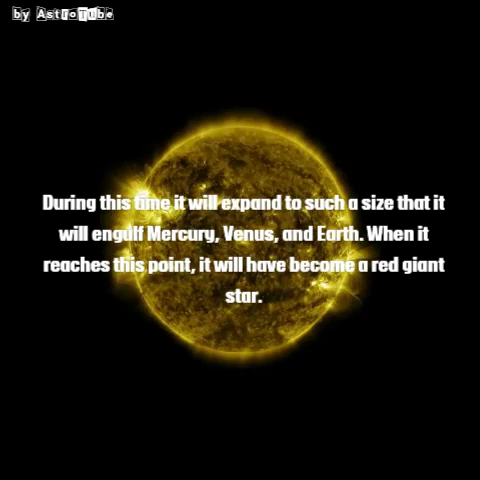 by AstroTube
During this time it will expand to such a size that it
will engulf Mercury, Venus, and Earth. When it
reaches this point, it will have become a red giant
star.